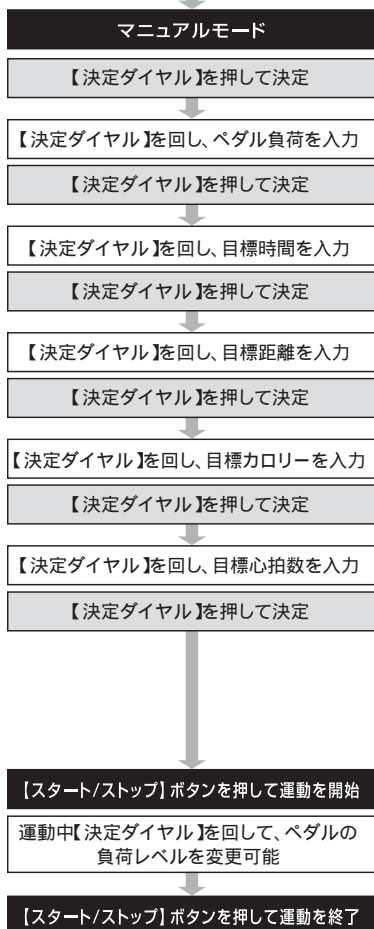 マニュアルモード
【決定ダイヤル】を押して決定
【決定ダイヤル】を回し、ペダル負荷を入力
【決定ダイヤル】を押して決定
【決定ダイヤル】を回し、目標時間を入力
【決定ダイヤル】を押して決定
【決定ダイヤル】を回し、目標距離を入力
【決定ダイヤル】を押して決定
【決定ダイヤル】を回し、目標カロリーを入力
【決定ダイヤル】を押して決定
【決定ダイヤル】を回し、目標心拍数を入力
【決定ダイヤル】を押して決定
【スタート/ストップ】ボタンを押して運動を開始
運動中【決定ダイヤル】を回して、ペダルの
負荷レベルを変更可能
【スタート/ストップ】ボタンを押して運動を終了